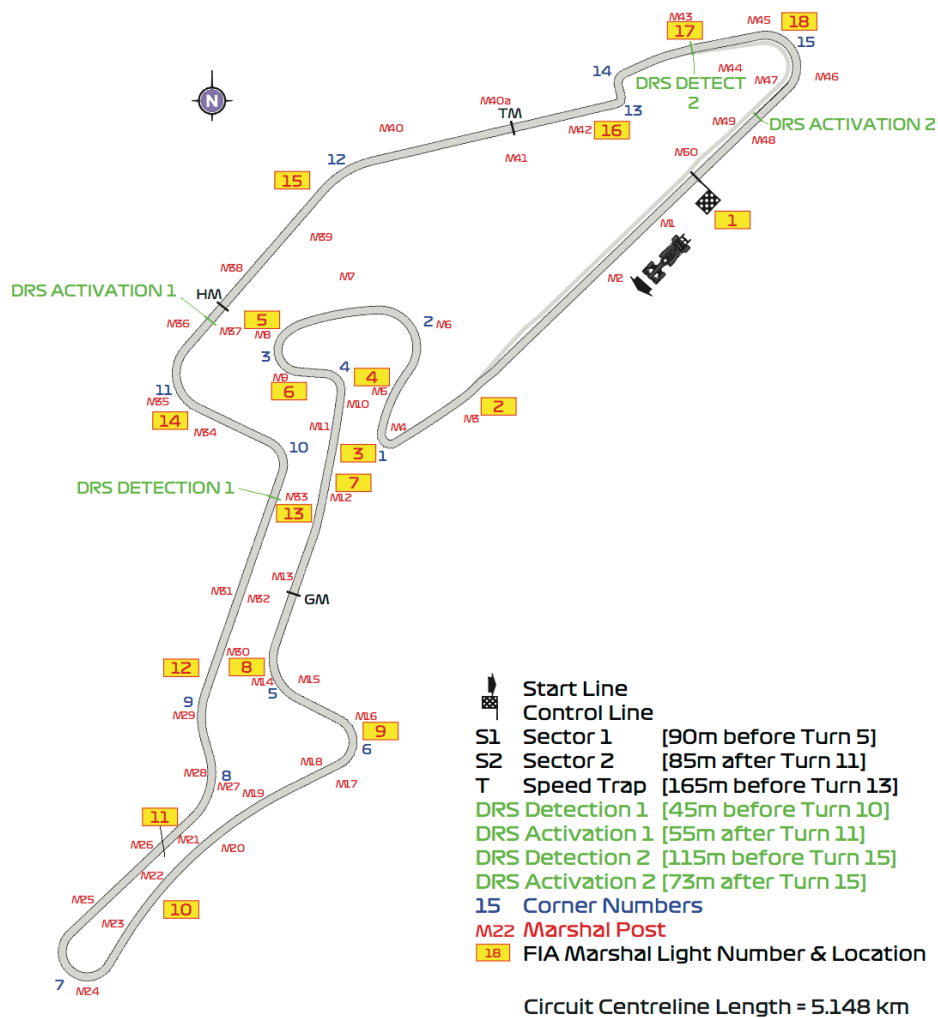 M43
17
M45
18
15
14
M44
M47
M46
DRS DETECT
2
M40a
TM
13
M42
16
M49
DRS ACTIVATION 2
M48
N
M40
M41
12
M50
15
1
M1
M39
M38
M7
M2
DRS ACTIVATION 1
HM
M36
M37
5
M8
2
M6
3
4
4
M9
6
M5
M10
11
M35
14
M34
M11
2
M3
M4
1
3
10
7
DRS DETECTION 1
M33
M12
13
M13
M31
M32
GM
M30
12
8
M14
M15
5
9
M29
M16
9
6
M18
M17
M28
8
M27
M19
11
M26
M21
M20
M22
M25
M23
10
7
M24
Start Line
Control Line
S1 Sector 1 [90m before Turn 5]
S2 Sector 2 [85m after Turn 11]
T Speed Trap [165m before Turn 13]
DRS Detection 1 [45m before Turn 10]
DRS Activation 1 [55m after Turn 11]
DRS Detection 2 [115m before Turn 15]
DRS Activation 2 [73m after Turn 15]
15 Corner Numbers
M22 Marshal Post
18 FIA Marshal Light Number & Location
Circuit Centreline Length = 5.148 km